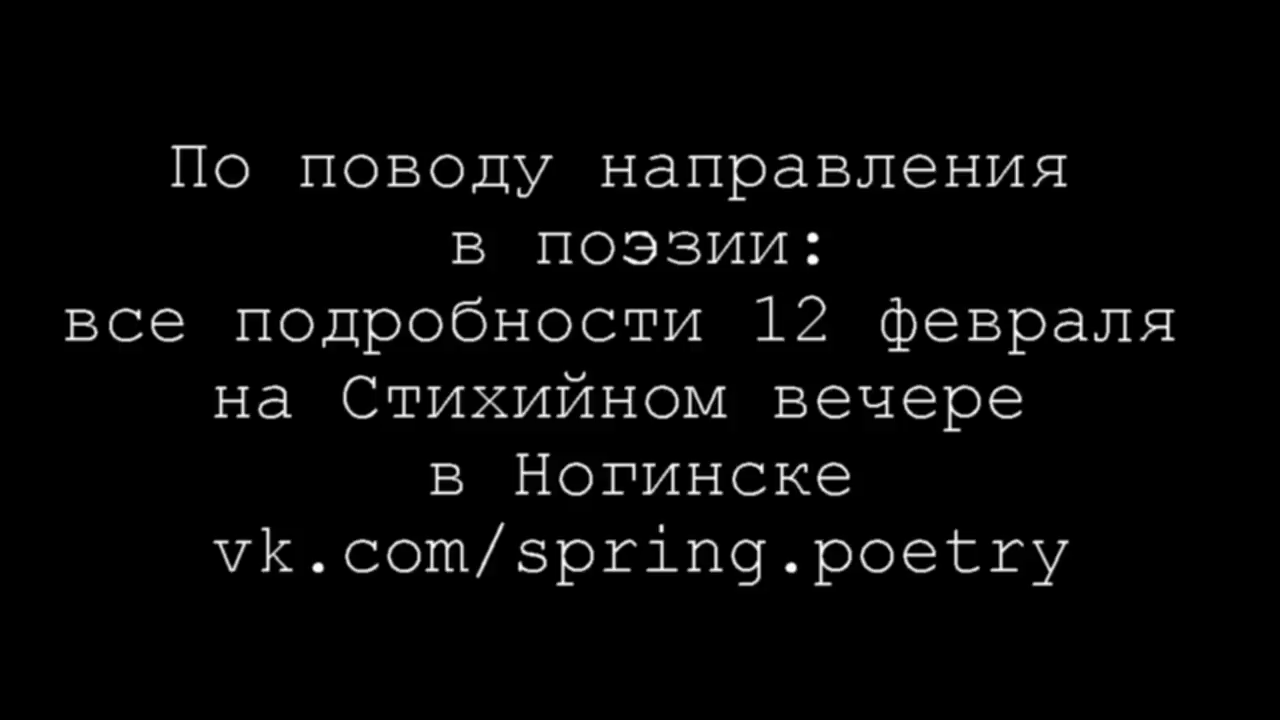 По поводу направления
в поэзии:
все подробности 12 февраля
на Стихийном вечере
в Ногинске
vk.com/spring.poetry